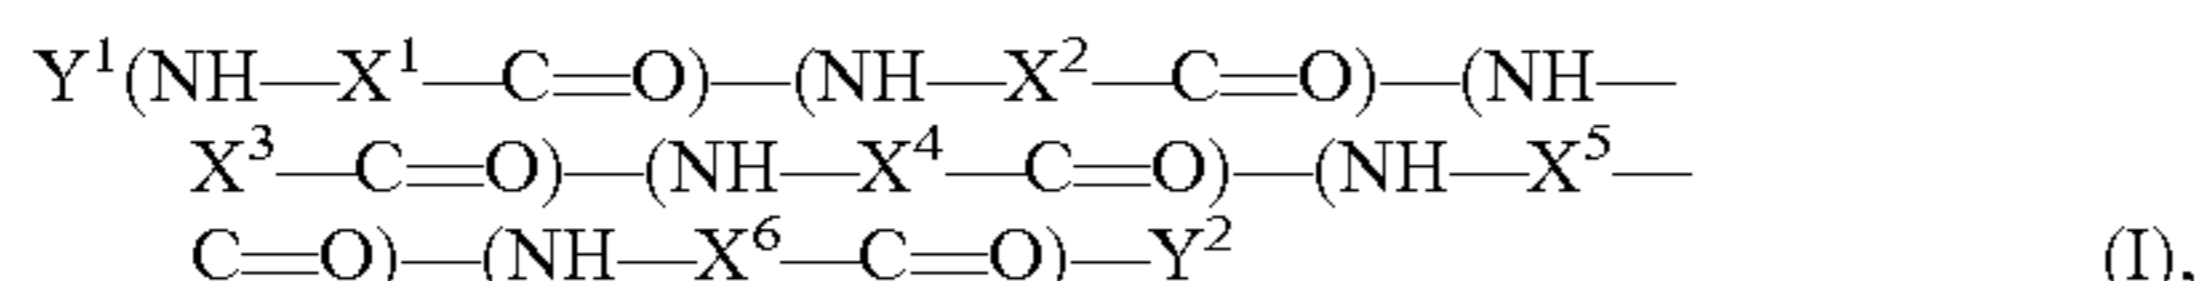 Y¹(NH—X¹—C=O)—(NH—X²—C=O)—(NH—
X³—C=O)—(NH—X⁴—C=O)—(NH—X⁵—
C=O)—(NH—X⁶—C=O)—Y² (I),